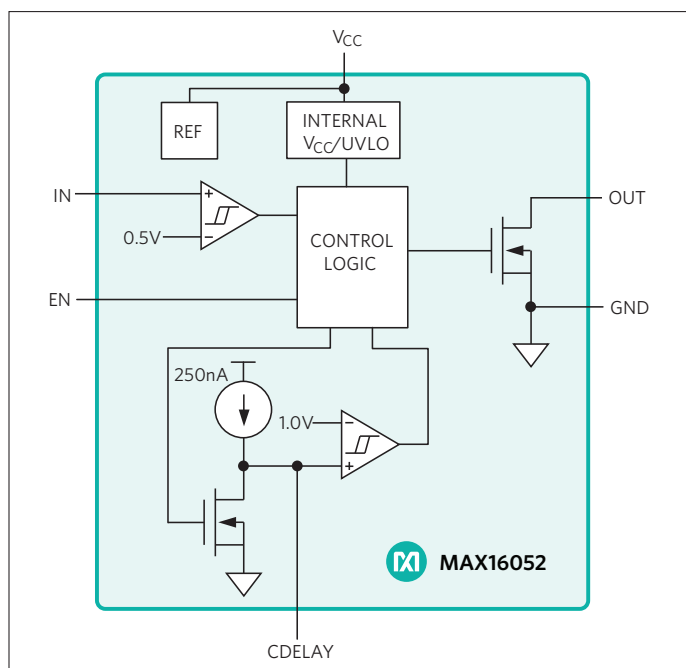 VCC
REF
INTERNAL
VCC/UVLO
IN
+
−
0.5V
CONTROL
LOGIC
OUT
EN
GND
250nA
1.0V
−
+
MAX16052
CDELAY